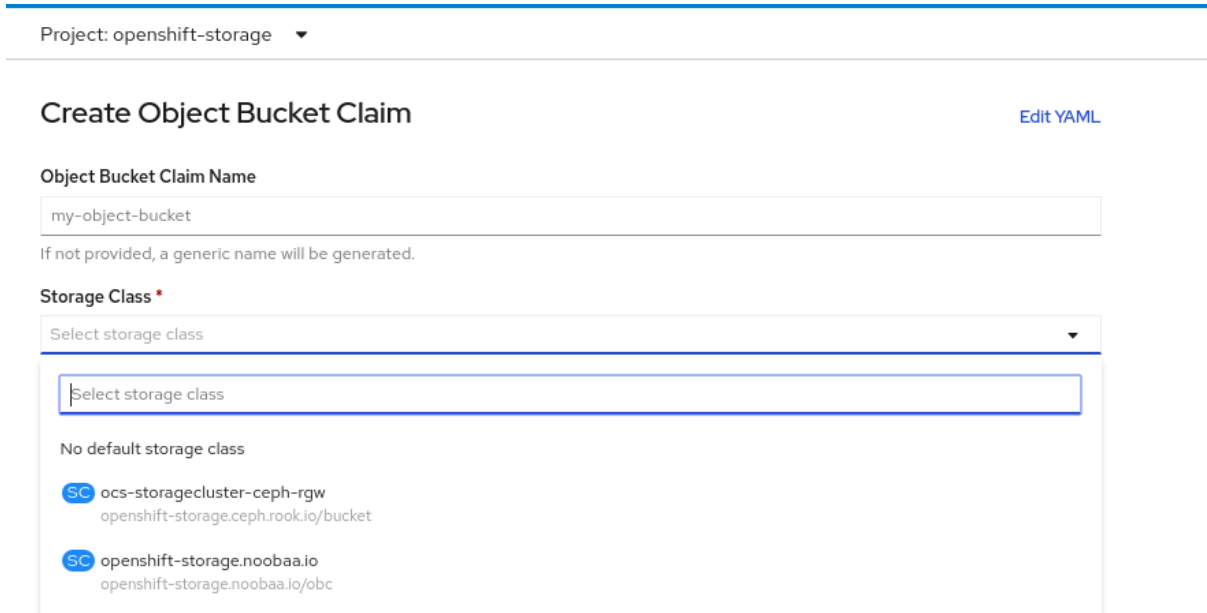 Project: openshift-storage
Create Object Bucket Claim
Edit YAML
Object Bucket Claim Name
my-object-bucket
If not provided, a generic name will be generated.
Storage Class *
Select storage class
Select storage class
No default storage class
SC ocs-storagecluster-ceph-rgw
openshift-storage.ceph.rook.io/bucket
SC openshift-storage.noobaa.io
openshift-storage.noobaa.io/obc